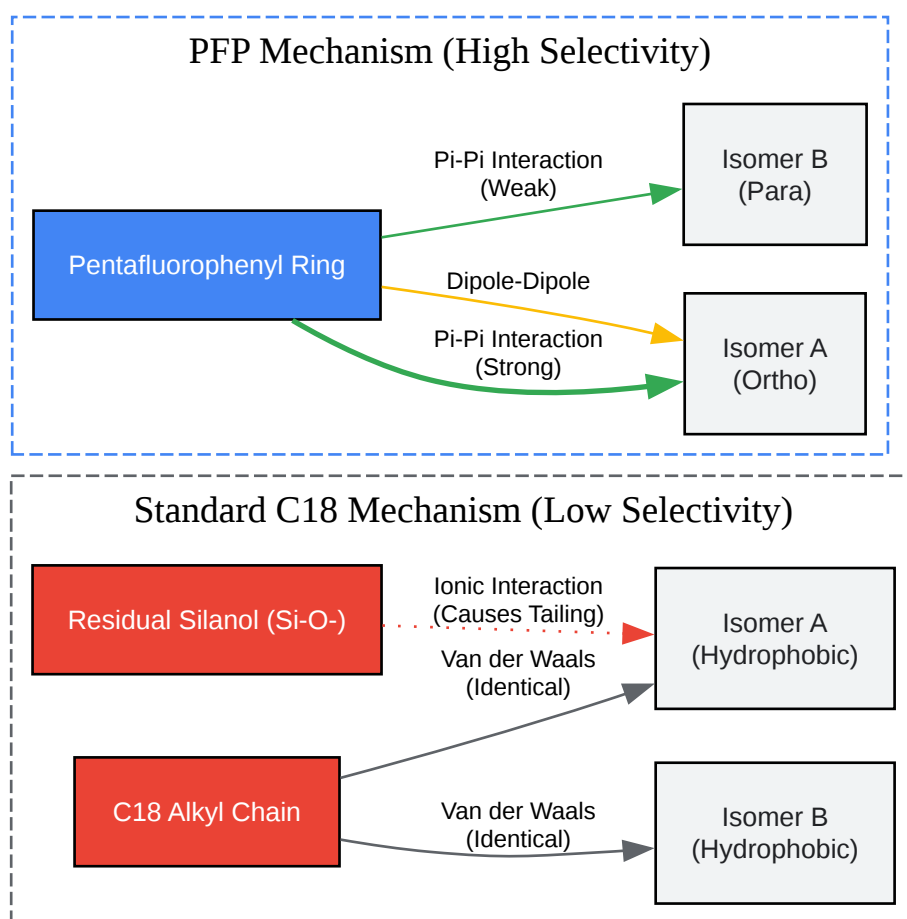 PFP Mechanism (High Selectivity)
Pi-Pi Interaction
(Weak)
Isomer B
(Para)
Pentafluorophenyl Ring
Dipole-Dipole
Pi-Pi Interaction
(Strong)
Isomer A
(Ortho)
Standard C18 Mechanism (Low Selectivity)
Residual Silanol (Si-O-)
Ionic Interaction
(Causes Tailing)
Isomer A
(Hydrophobic)
Van der Waals
(Identical)
C18 Alkyl Chain
Van der Waals
(Identical)
Isomer B
(Hydrophobic)